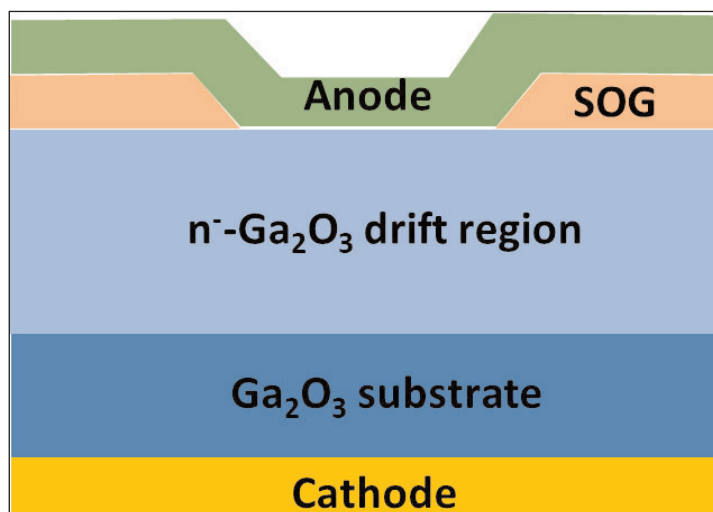 Anode
SOG
n⁻-Ga₂O₃ drift region
Ga₂O₃ substrate
Cathode